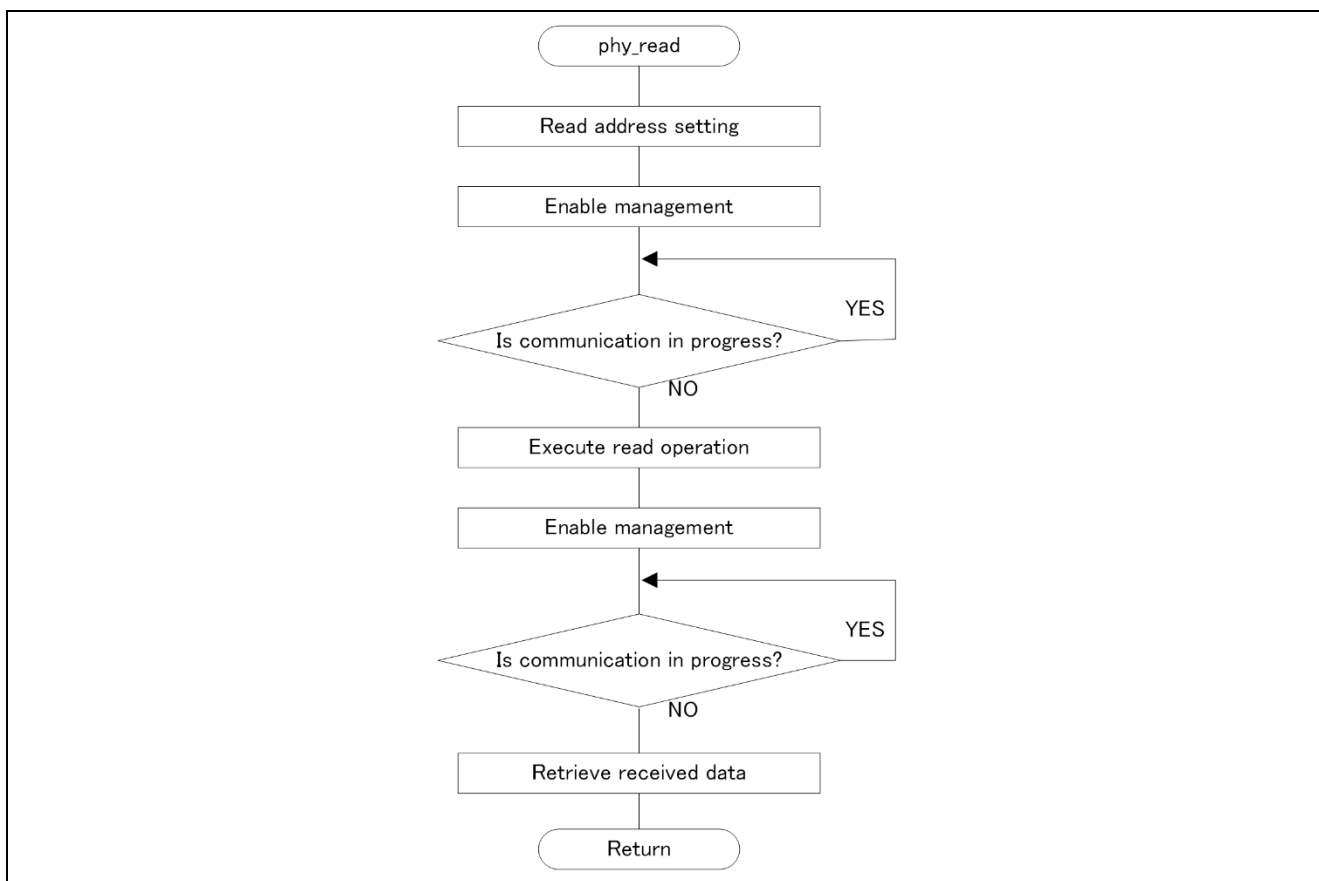 phy_read
Read address setting
Enable management
YES
Is communication in progress?
NO
Execute read operation
Enable management
YES
Is communication in progress?
NO
Retrieve received data
Return